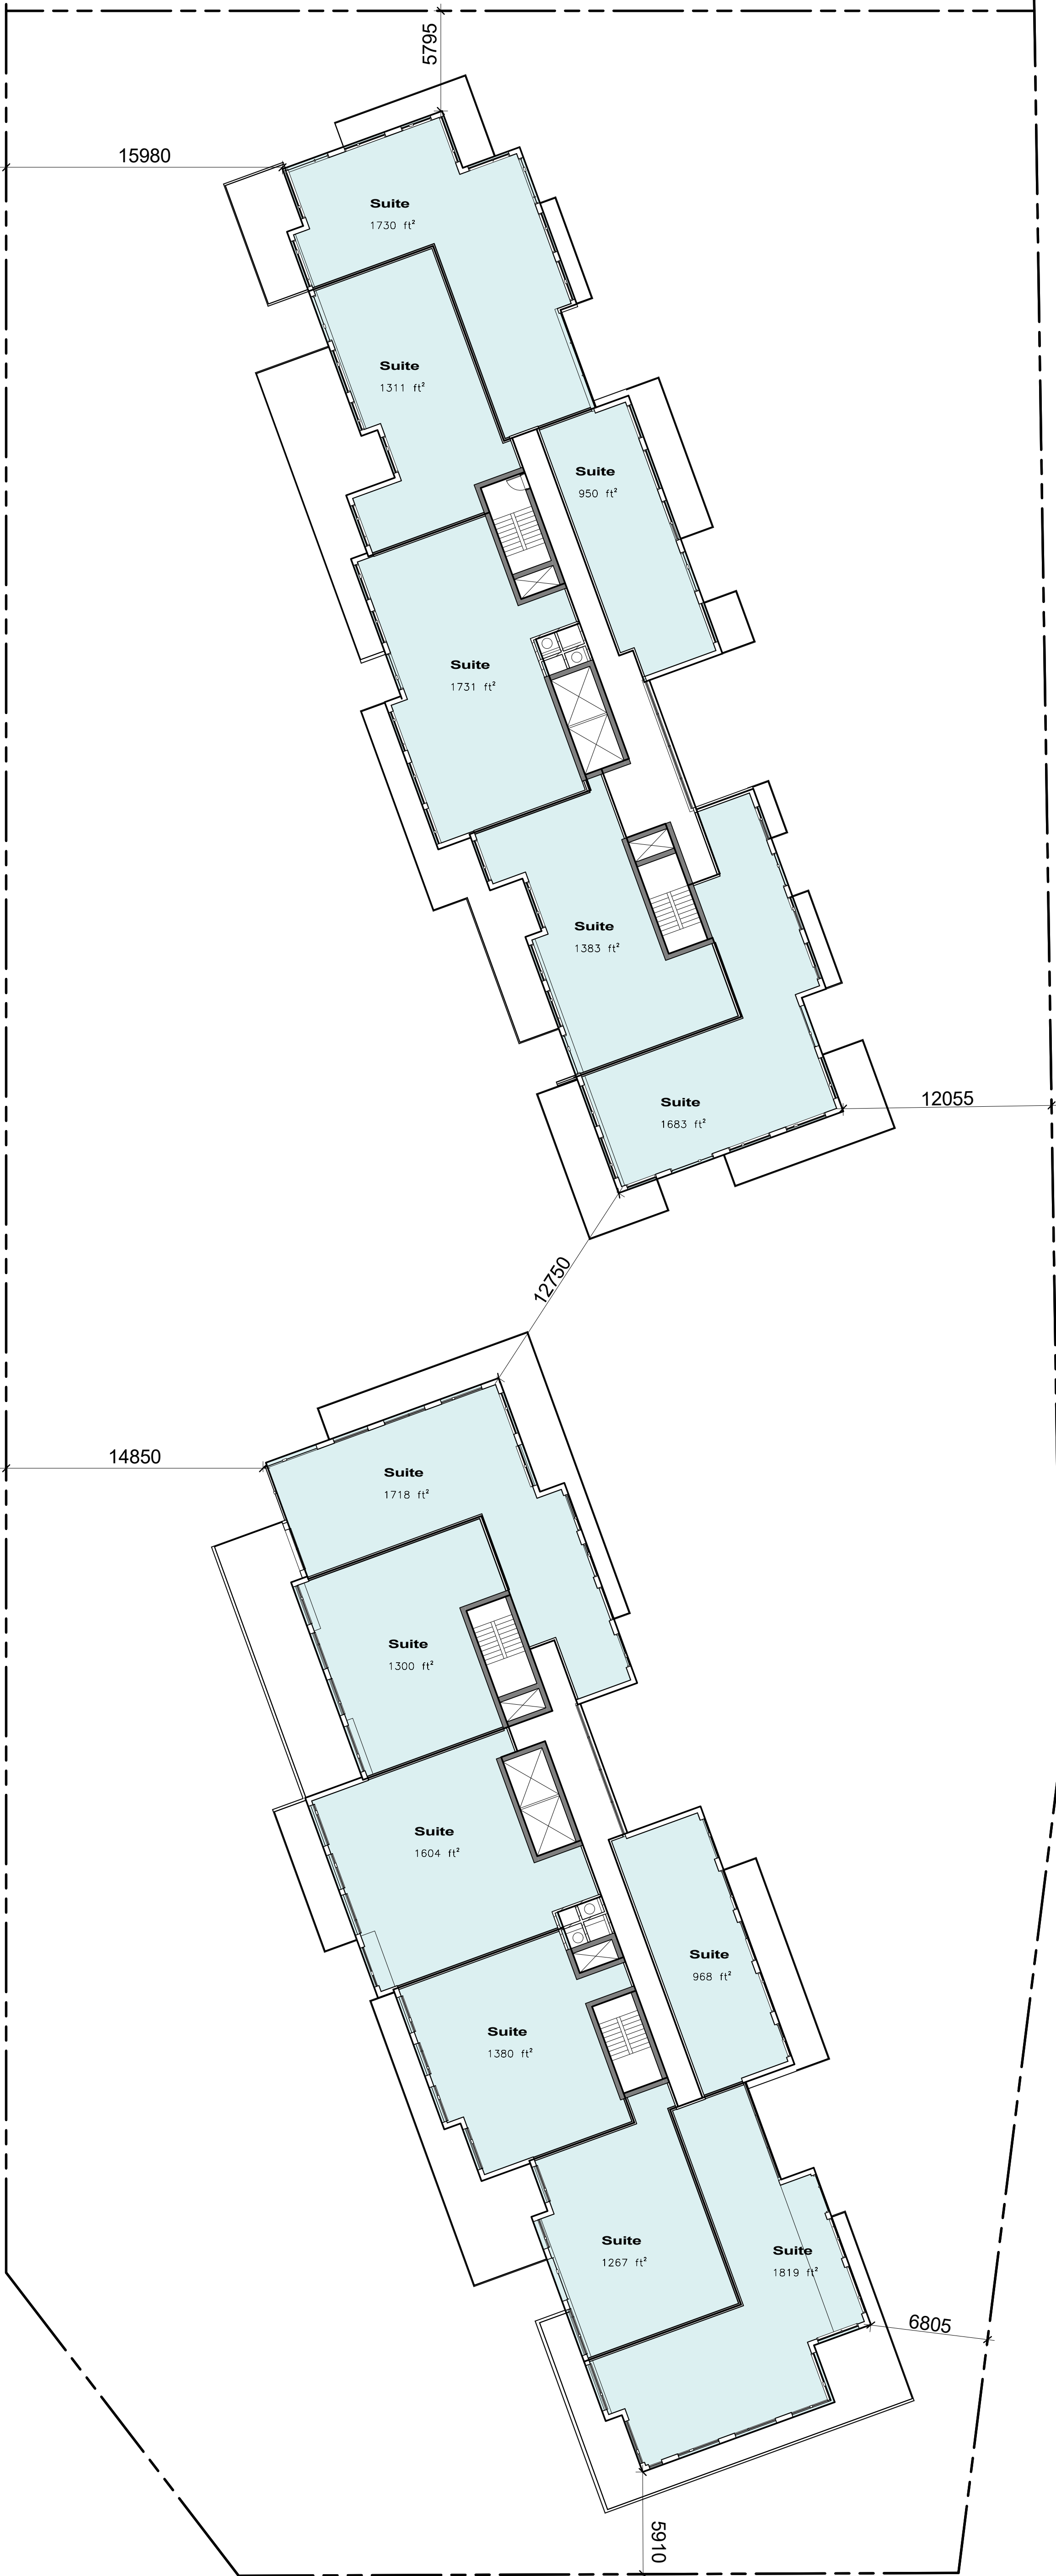 5795
15980
Suite
1730 ft²
Suite
1311 ft²
Suite
950 ft²
Suite
1731 ft²
Suite
1383 ft²
Suite
1683 ft²
12055
12750
14850
Suite
1718 ft²
Suite
1300 ft²
Suite
1604 ft²
Suite
968 ft²
Suite
1380 ft²
Suite
1267 ft²
Suite
1819 ft²
6805
5910